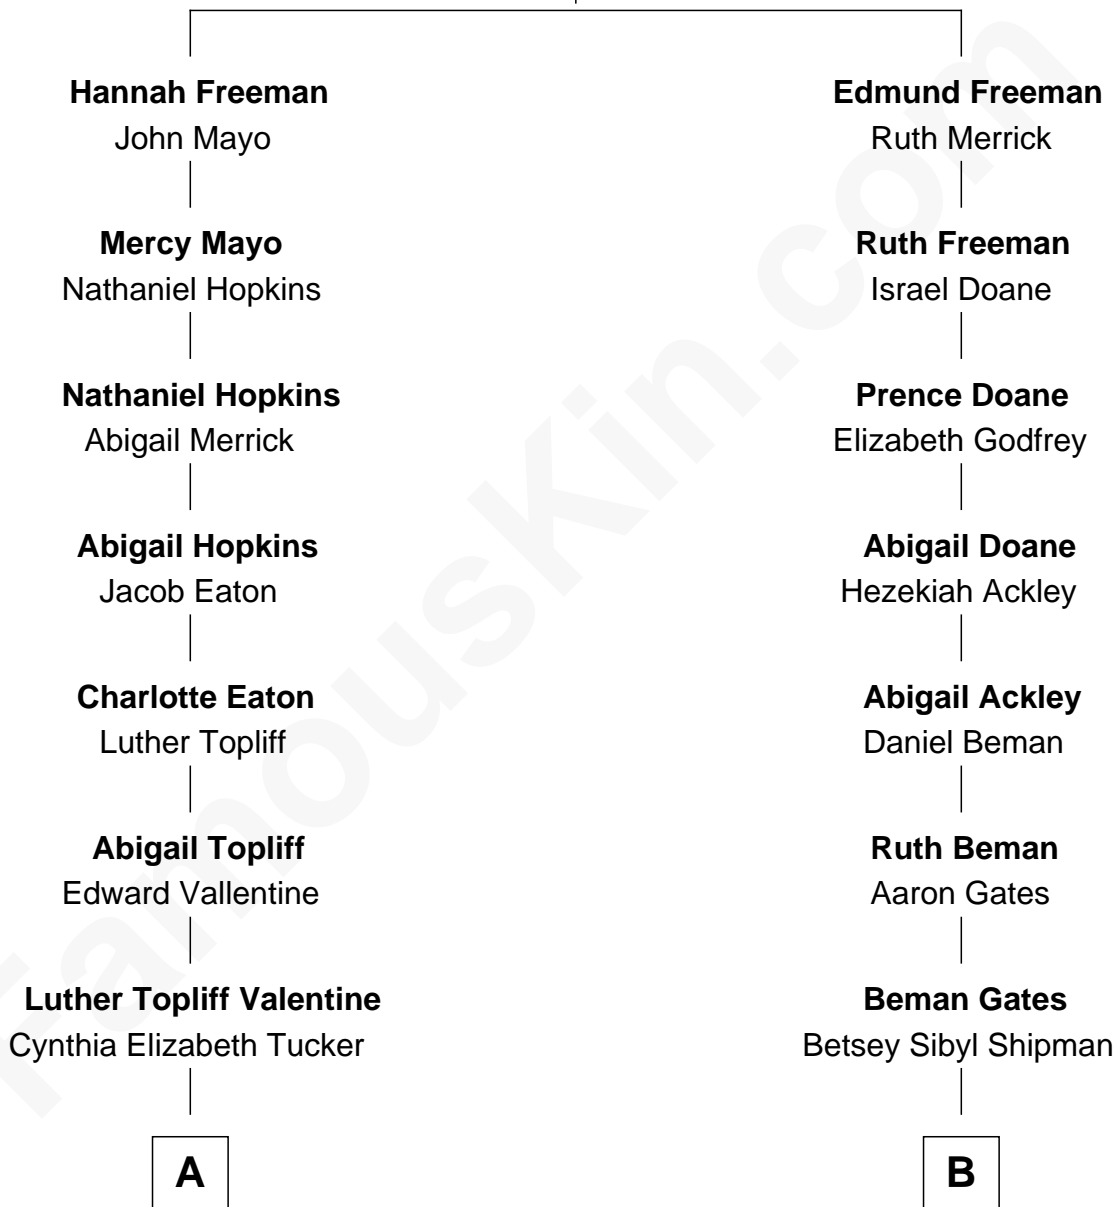 Hannah Freeman
John Mayo
Mercy Mayo
Nathaniel Hopkins
Nathaniel Hopkins
Abigail Merrick
Abigail Hopkins
Jacob Eaton
Charlotte Eaton
Luther Topliff
Abigail Topliff
Edward Vallentine
Luther Topliff Valentine
Cynthia Elizabeth Tucker
A
Edmund Freeman
Ruth Merrick
Ruth Freeman
Israel Doane
Prence Doane
Elizabeth Godfrey
Abigail Doane
Hezekiah Ackley
Abigail Ackley
Daniel Beman
Ruth Beman
Aaron Gates
Beman Gates
Betsey Sibyl Shipman
B
FamousKin.com